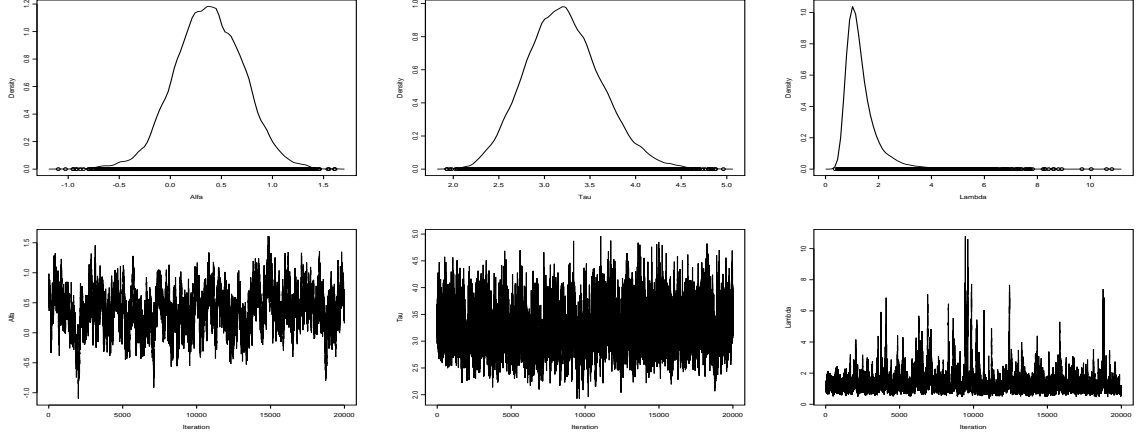 Density
0.0 0.2 0.4 0.6 0.8 1.0 1.2
-1.0 -0.5 0.0 0.5 1.0 1.5
Alfa
Density
0.0 0.2 0.4 0.6 0.8 1.0
2.0 2.5 3.0 3.5 4.0 4.5 5.0
Tau
Density
0.0 0.2 0.4 0.6 0.8 1.0
0 2 4 6 8 10
Lambda
Alfa
-1.0 -0.5 0.0 0.5 1.0 1.5
0 5000 10000 15000 20000
Iteration
Tau
2.0 2.5 3.0 3.5 4.0 4.5 5.0
0 5000 10000 15000 20000
Iteration
Lambda
0 2 4 6 8 10
0 5000 10000 15000 20000
Iteration